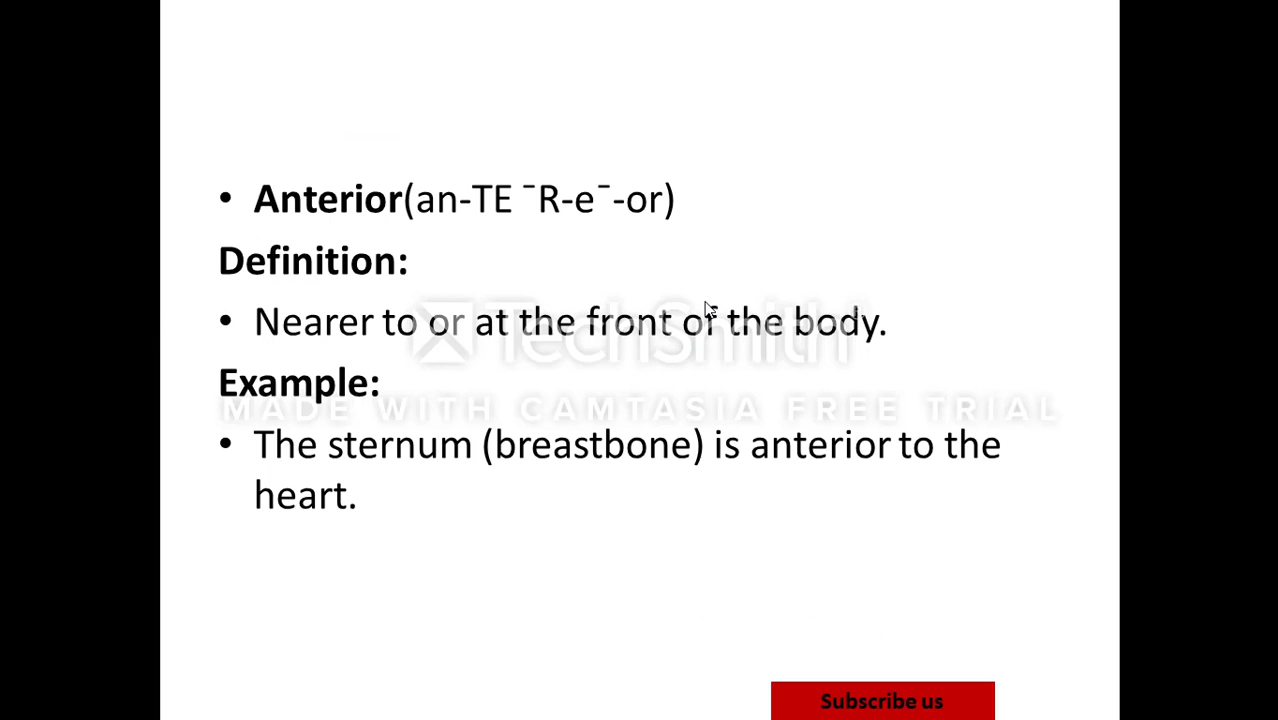 • Anterior(an-TE ¯R-e¯-or)
Definition:
• Nearer to or at the front of the body.
Example:
• The sternum (breastbone) is anterior to the
heart.
TechSmith
MADE WITH CAMTASIA FREE TRIAL
Subscribe us